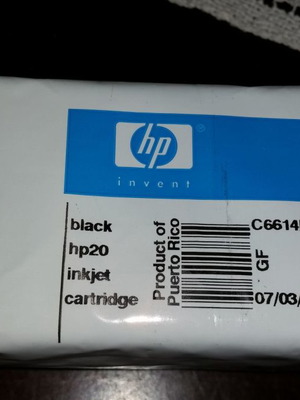 hp
invent
black
hp20
inkjet
cartridge
Product of
Puerto Rico
C6614
GF
07/03/